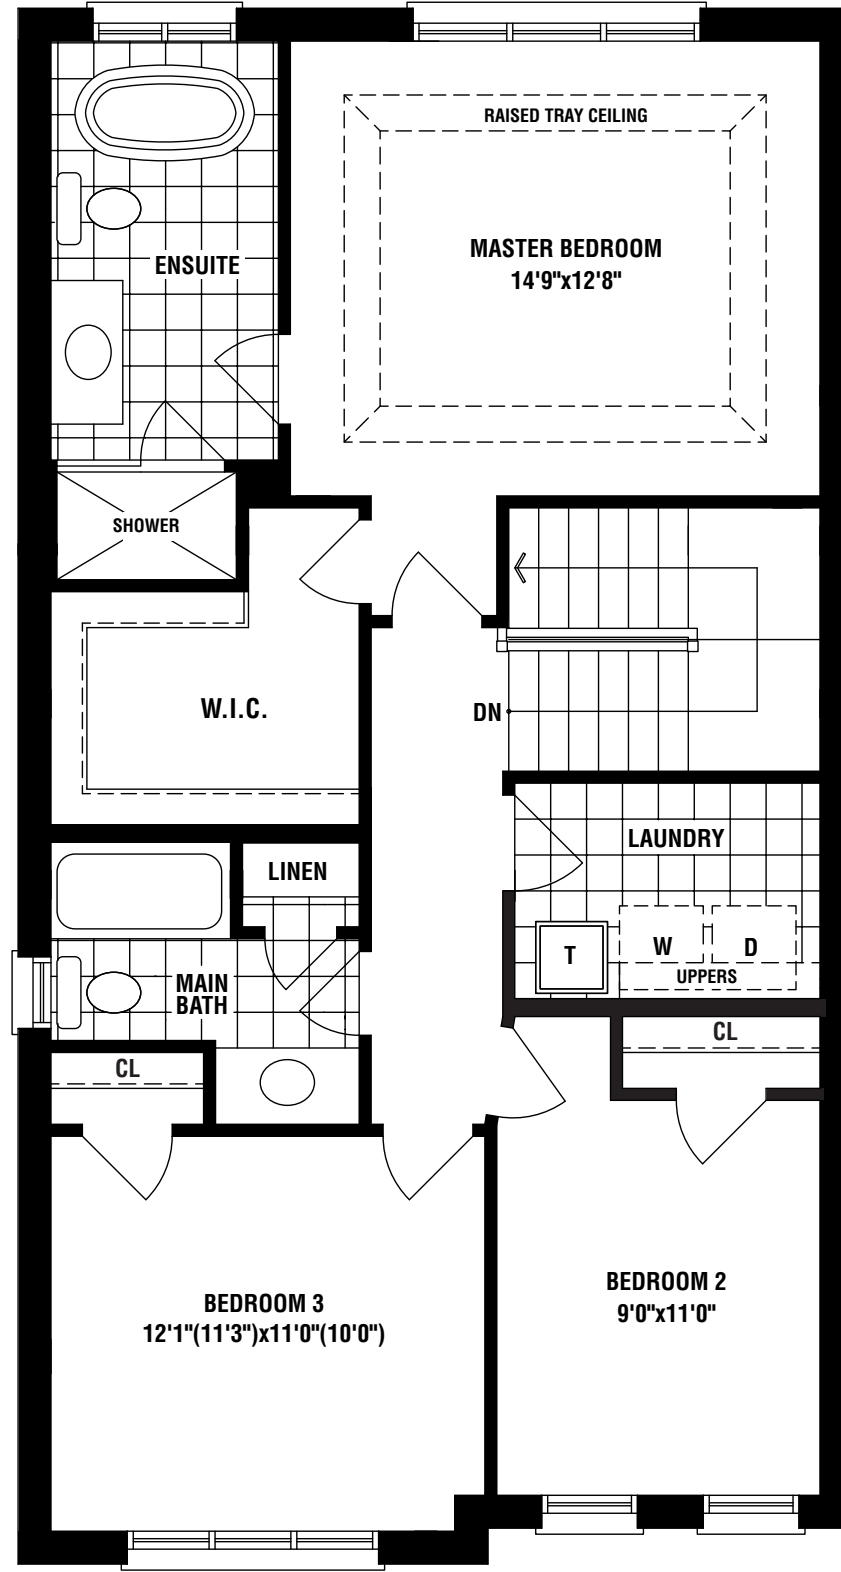 RAISED TRAY CEILING
MASTER BEDROOM
14'9"x12'8"
ENSUITE
SHOWER
W.I.C.
DN
LAUNDRY
LINEN
T
W
D
UPPERS
MAIN
BATH
CL
CL
BEDROOM 2
9'0"x11'0"
BEDROOM 3
12'1"(11'3")x11'0"(10'0")